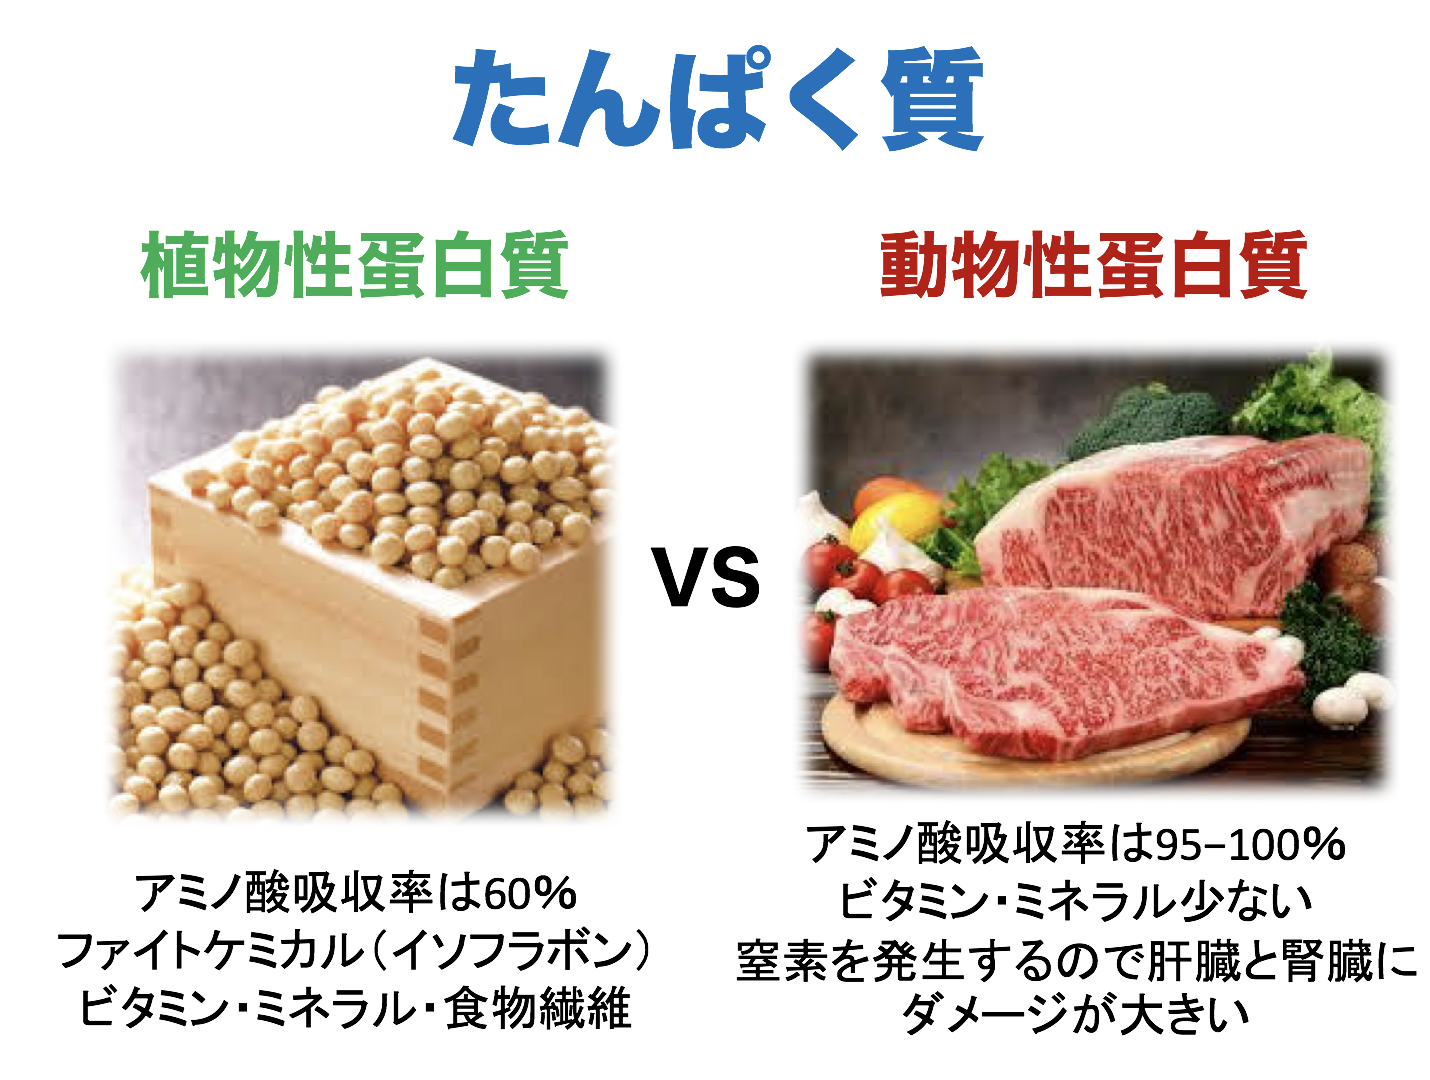 たんぱく質
植物性蛋白質
動物性蛋白質
VS
アミノ酸吸収率は60%
ファイトケミカル（イソフラボン）
ビタミン・ミネラル・食物繊維
アミノ酸吸収率は95−100%
ビタミン・ミネラル少ない
窒素を発生するので肝臓と腎臓に
ダメージが大きい